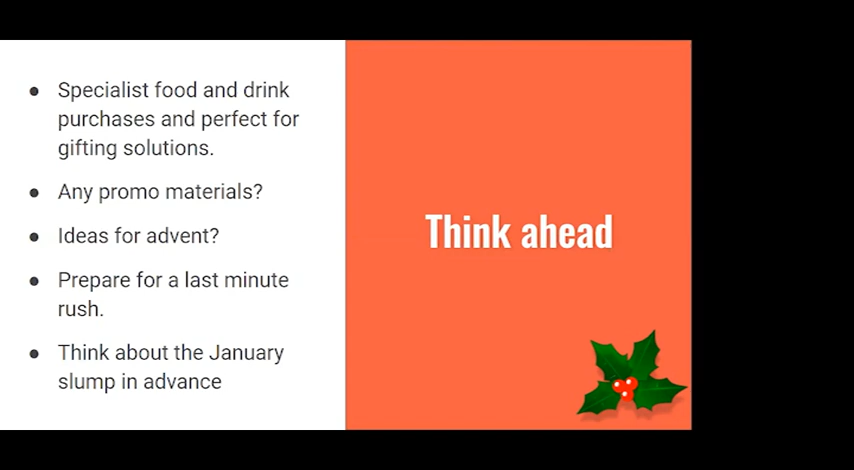 ● Specialist food and drink
purchases and perfect for
gifting solutions.
● Any promo materials?
● Ideas for advent?
● Prepare for a last minute
rush.
● Think about the January
slump in advance
Think ahead